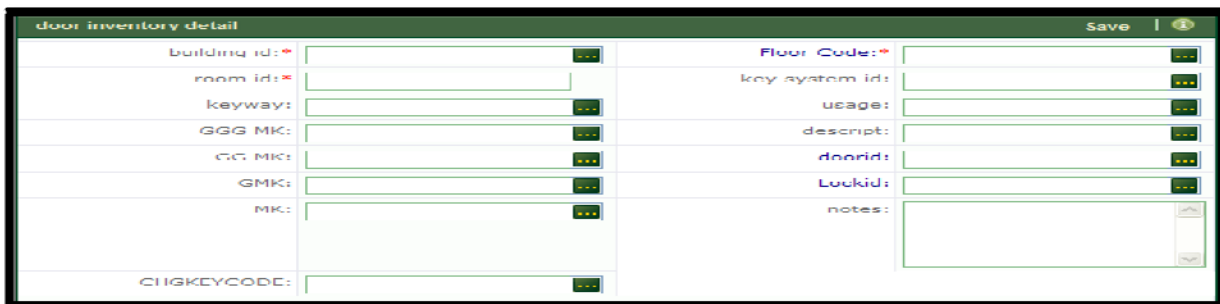 door inventory detail Save | i
building id:* ... Floor Code:* ...
room id:* key system id: ...
keyway: ... usage: ...
GGG MK: ... descript: ...
GG MK: ... doorid: ...
GMK: ... Lockid: ...
MK: ... notes:
CHGKEYCODE: ...